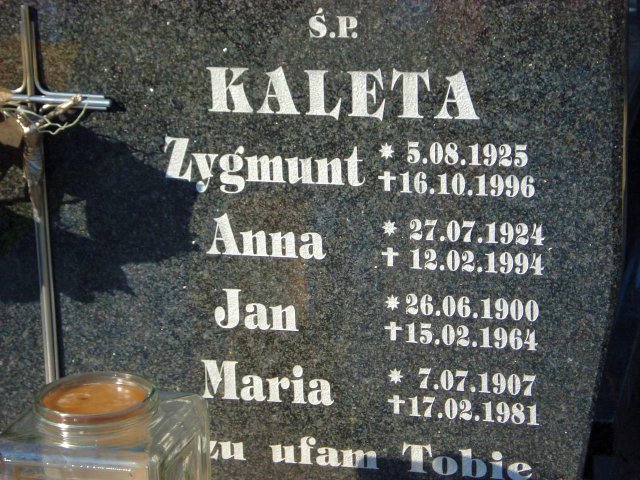 Ś.P.
KALETA
Zygmunt * 5.08.1925
✝16.10.1996
Anna * 27.07.1924
✝ 12.02.1994
Jan * 26.06.1900
✝15.02.1964
Maria * 7.07.1907
✝17.02.1981
ufam Tobie